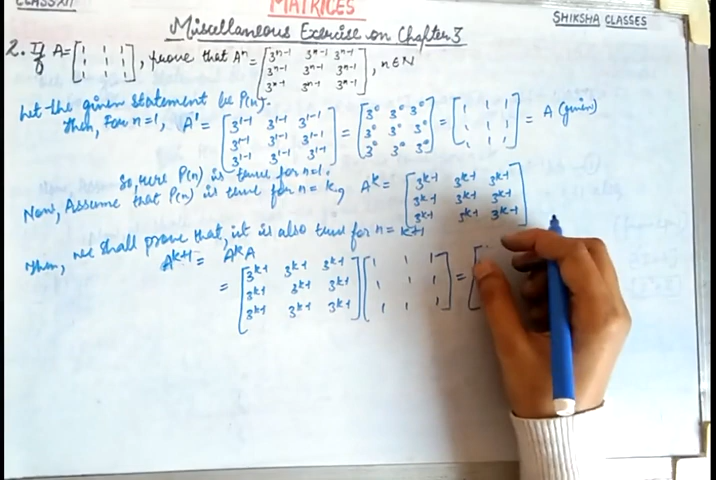 CLASS XII
MATRICES
SHIKSHA CLASSES
Miscellaneous Exercise on Chapter 3
2. If A = [1 1 1; 1 1 1; 1 1 1], prove that Aⁿ = [3ⁿ⁻¹ 3ⁿ⁻¹ 3ⁿ⁻¹; 3ⁿ⁻¹ 3ⁿ⁻¹ 3ⁿ⁻¹; 3ⁿ⁻¹ 3ⁿ⁻¹ 3ⁿ⁻¹], n ∈ N
Let the given statement be P(n).
Then, For n=1, A¹ = [3¹⁻¹ 3¹⁻¹ 3¹⁻¹; 3¹⁻¹ 3¹⁻¹ 3¹⁻¹; 3¹⁻¹ 3¹⁻¹ 3¹⁻¹] = [3⁰ 3⁰ 3⁰; 3⁰ 3⁰ 3⁰; 3⁰ 3⁰ 3⁰] = [1 1 1; 1 1 1; 1 1 1] = A (given)
So, Here P(n) is true for n=1.
Now, Assume that P(n) is true for n = k, Aᵏ = [3ᵏ⁻¹ 3ᵏ⁻¹ 3ᵏ⁻¹; 3ᵏ⁻¹ 3ᵏ⁻¹ 3ᵏ⁻¹; 3ᵏ⁻¹ 3ᵏ⁻¹ 3ᵏ⁻¹]
Then, we shall prove that, it is also true for n = k+1
Aᵏ⁺¹ = AᵏA
= [3ᵏ⁻¹ 3ᵏ⁻¹ 3ᵏ⁻¹; 3ᵏ⁻¹ 3ᵏ⁻¹ 3ᵏ⁻¹; 3ᵏ⁻¹ 3ᵏ⁻¹ 3ᵏ⁻¹] [1 1 1; 1 1 1; 1 1 1] = [